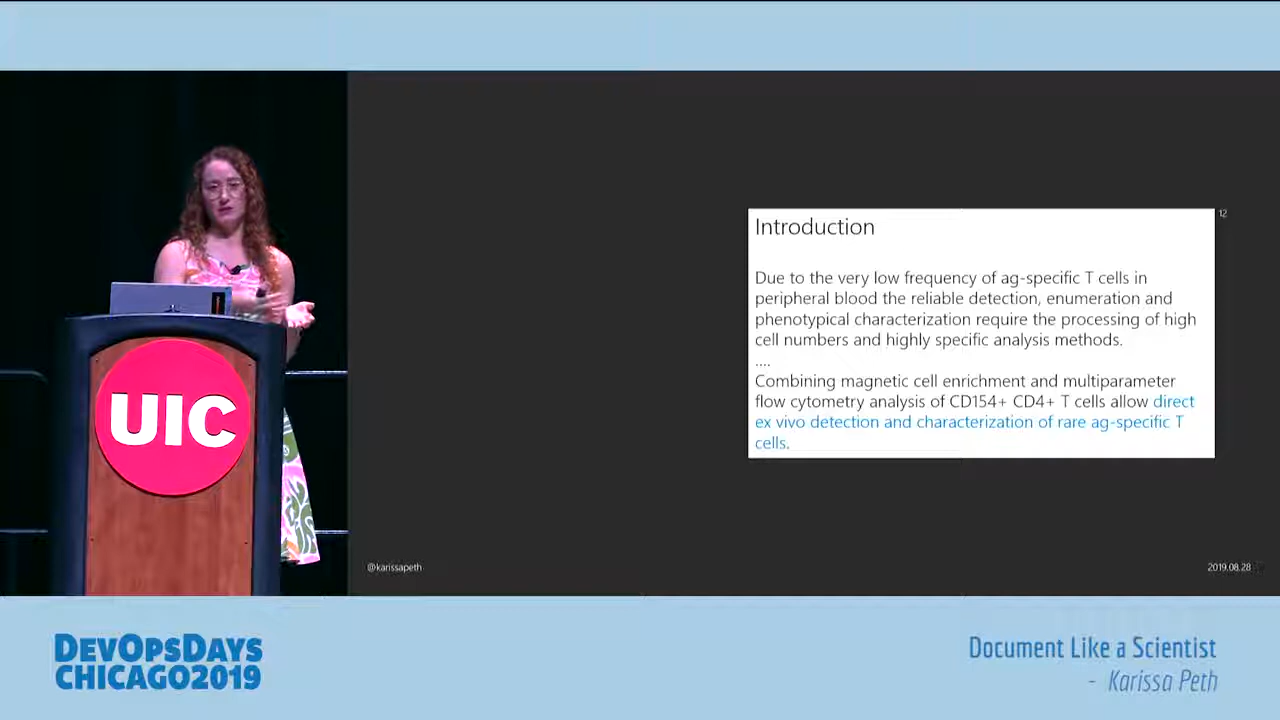 UIC
12
Introduction
Due to the very low frequency of ag-specific T cells in
peripheral blood the reliable detection, enumeration and
phenotypical characterization require the processing of high
cell numbers and highly specific analysis methods.
....
Combining magnetic cell enrichment and multiparameter
flow cytometry analysis of CD154+ CD4+ T cells allow direct
ex vivo detection and characterization of rare ag-specific T
cells.
@karissapeth
2019.08.28
DEVOPSDAYS
CHICAGO2019
Document Like a Scientist
- Karissa Peth